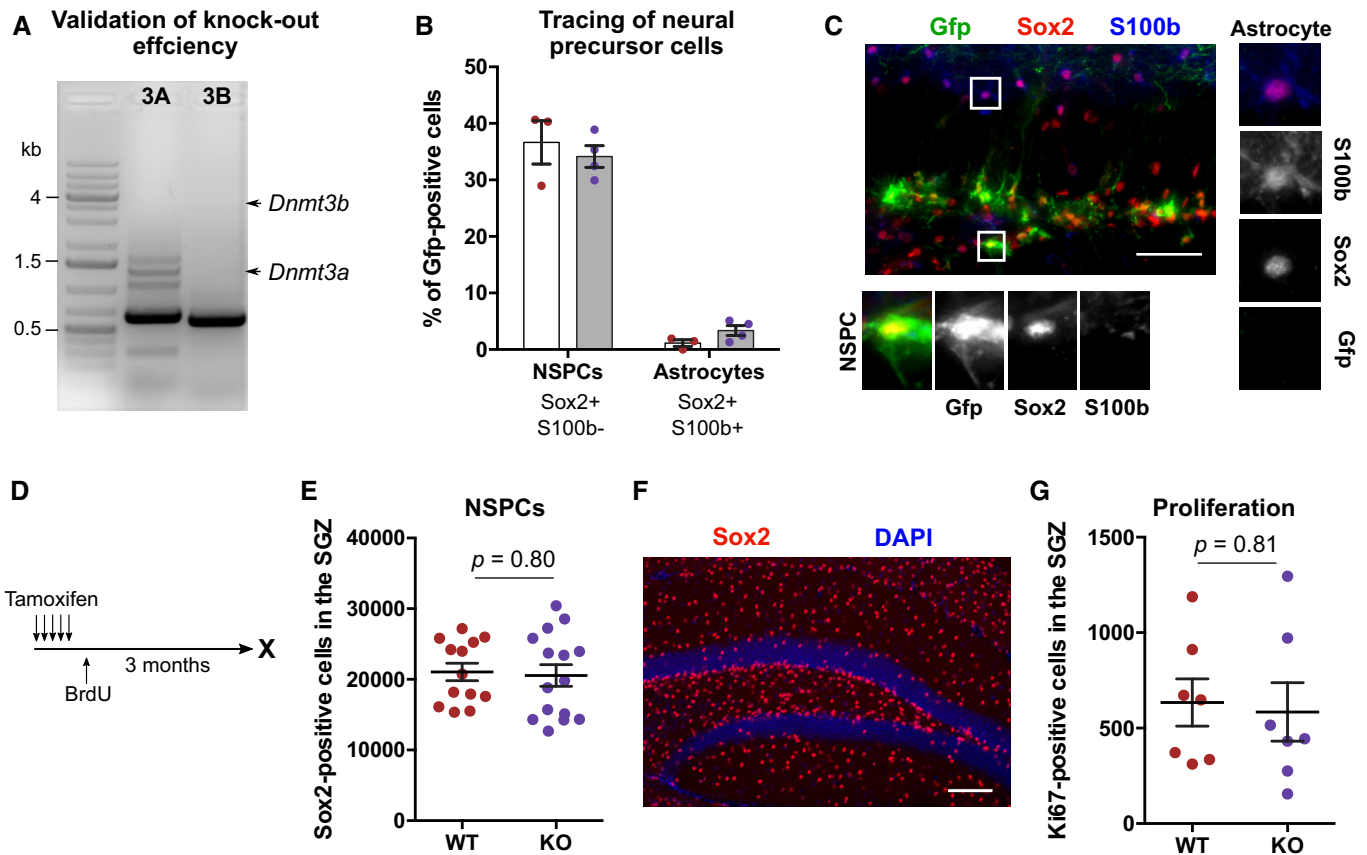 A
Validation of knock-out
effciency
3A 3B
kb
4
1.5
0.5
Dnmt3b
Dnmt3a
B
Tracing of neural
precursor cells
% of Gfp-positive cells
50
40
30
20
10
0
NSPCs
Sox2+
S100b-
Astrocytes
Sox2+
S100b+
C
Gfp Sox2 S100b
Astrocyte
S100b
Sox2
Gfp
NSPC
Gfp Sox2 S100b
D
Tamoxifen
3 months
X
BrdU
E
NSPCs
Sox2-positive cells in the SGZ
40000
30000
20000
10000
0
p = 0.80
WT KO
F
Sox2 DAPI
G
Proliferation
Ki67-positive cells in the SGZ
1500
1000
500
0
p = 0.81
WT KO